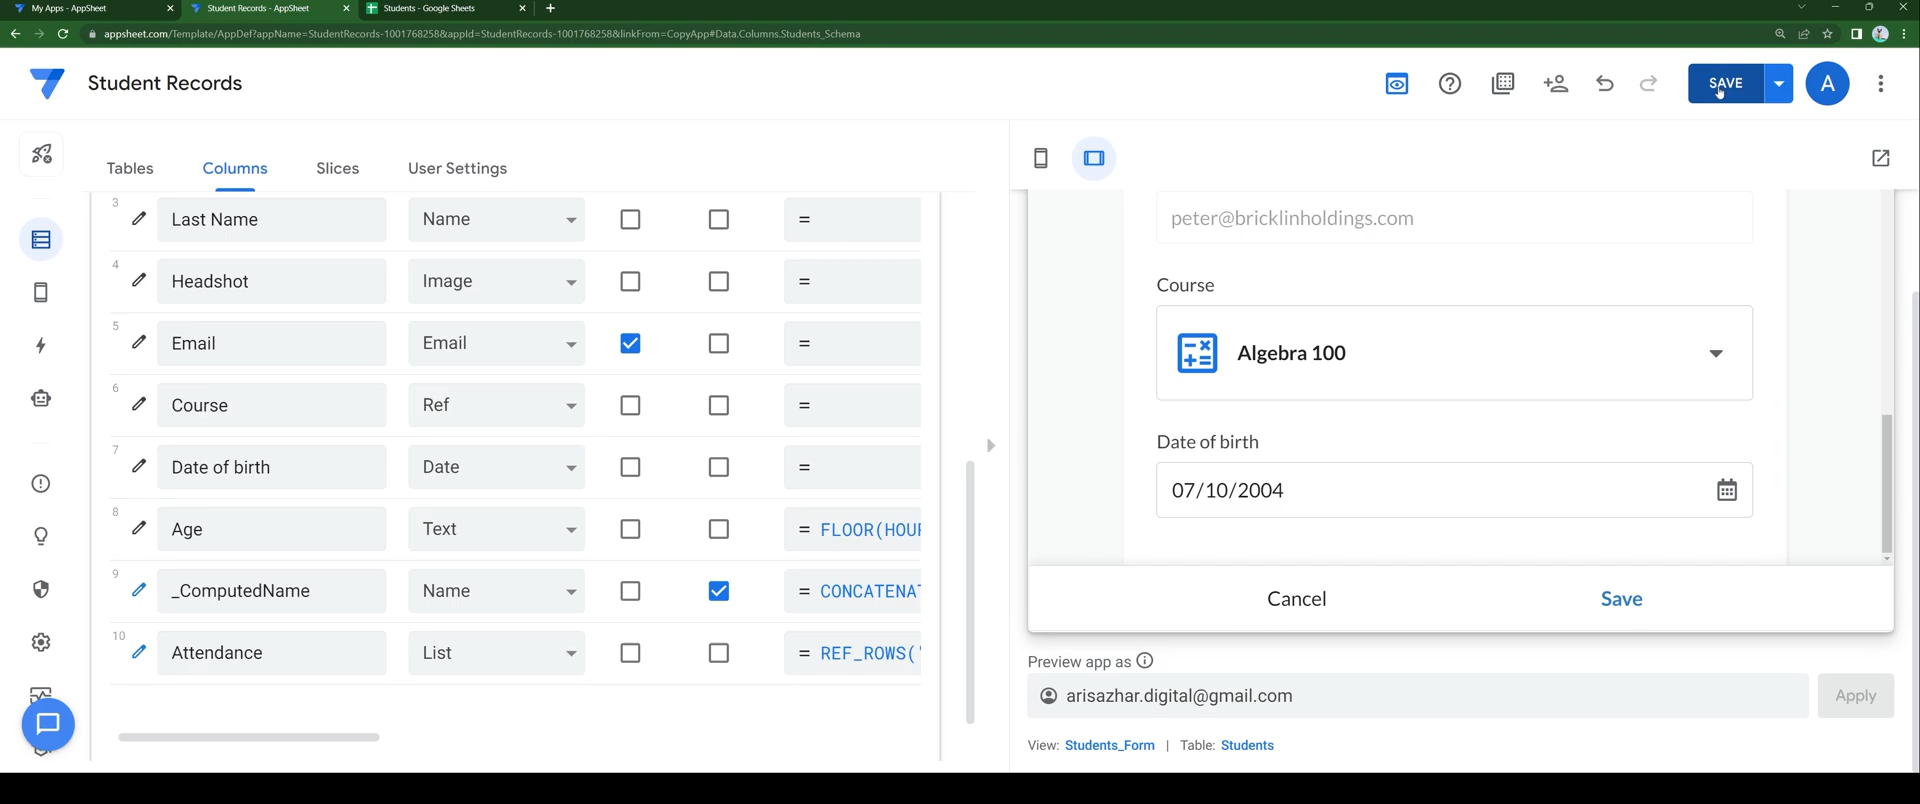 My Apps - AppSheet
Student Records - AppSheet
Students - Google Sheets
appsheet.com/Template/AppDef?appName=StudentRecords-1001768258&appId=StudentRecords-1001768258&linkFrom=CopyApp#Data.Columns.Students_Schema
Student Records
SAVE
A
Tables
Columns
Slices
User Settings
3 Last Name Name =
4 Headshot Image =
5 Email Email =
6 Course Ref =
7 Date of birth Date =
8 Age Text = FLOOR(HOUR
9 _ComputedName Name = CONCATENAT
10 Attendance List = REF_ROWS("
peter@bricklinholdings.com
Course
Algebra 100
Date of birth
07/10/2004
Cancel
Save
Preview app as
arisazhar.digital@gmail.com
Apply
View: Students_Form | Table: Students